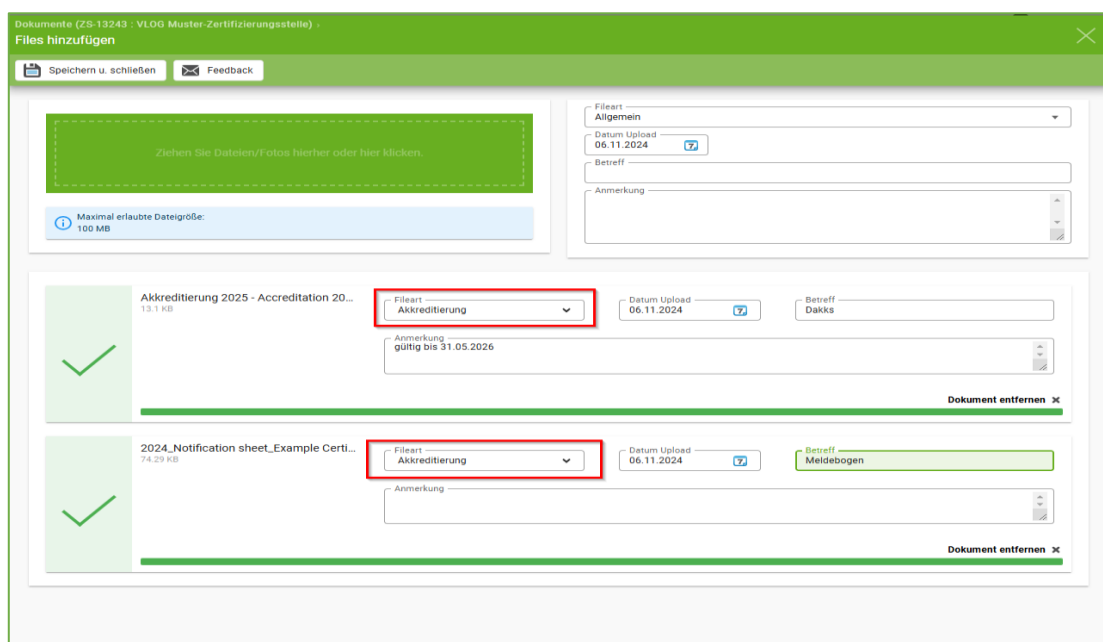 Dokumente (ZS-13243 : VLOG Muster-Zertifizierungsstelle)
Files hinzufügen
Speichern u. schließen
Feedback
Ziehen Sie Dateien/Fotos hierher oder hier klicken.
Maximal erlaubte Dateigröße:
100 MB
Fileart
Allgemein
Datum Upload
06.11.2024
Betreff
Anmerkung
Akkreditierung 2025 - Accreditation 20...
13.1 KB
Fileart
Akkreditierung
Datum Upload
06.11.2024
Betreff
Dakks
Anmerkung
gültig bis 31.05.2026
Dokument entfernen
2024_Notification sheet_Example Certi...
74.29 KB
Fileart
Akkreditierung
Datum Upload
06.11.2024
Betreff
Meldebogen
Anmerkung
Dokument entfernen